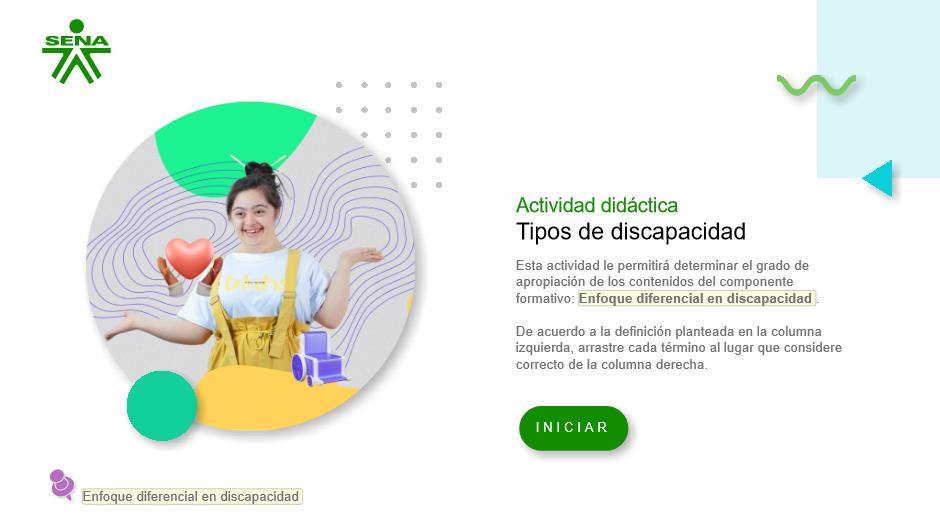 SENA
Actividad didáctica
Tipos de discapacidad
Esta actividad le permitirá determinar el grado de
apropiación de los contenidos del componente
formativo: Enfoque diferencial en discapacidad.
De acuerdo a la definición planteada en la columna
izquierda, arrastre cada término al lugar que considere
correcto de la columna derecha.
INICIAR
Enfoque diferencial en discapacidad